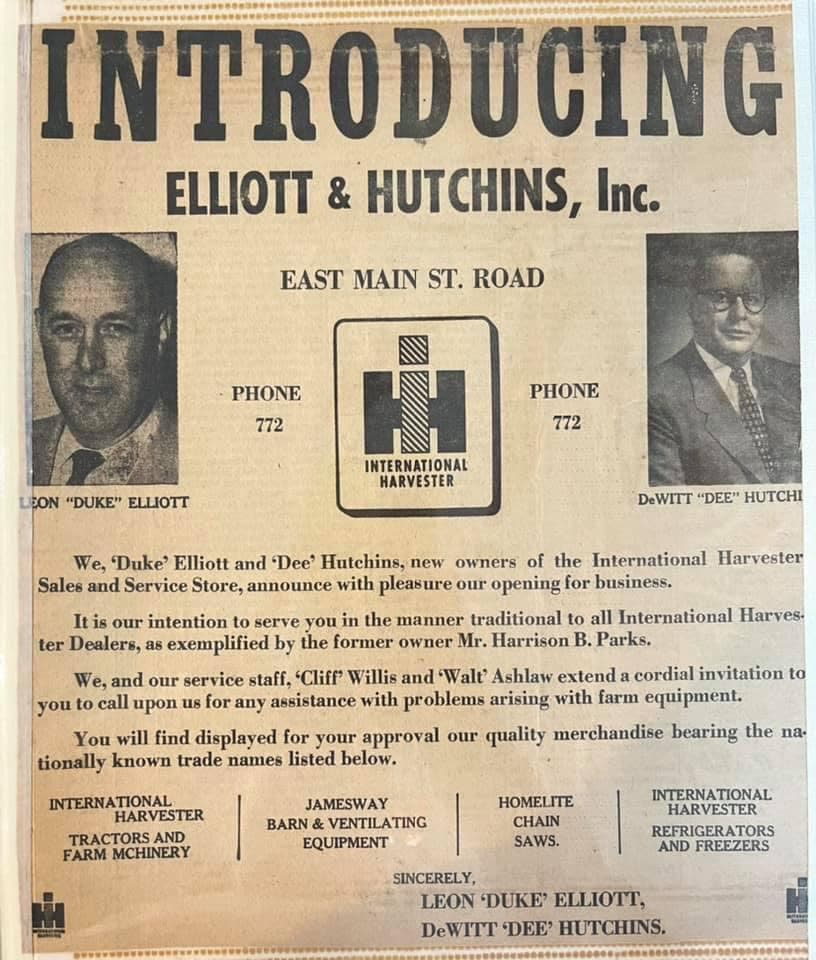 INTRODUCING
ELLIOTT & HUTCHINS, Inc.
EAST MAIN ST. ROAD
PHONE
772
INTERNATIONAL
HARVESTER
PHONE
772
LEON "DUKE" ELLIOTT
DeWITT "DEE" HUTCHI
We, 'Duke' Elliott and 'Dee' Hutchins, new owners of the International Harvester
Sales and Service Store, announce with pleasure our opening for business.
It is our intention to serve you in the manner traditional to all International Harves-
ter Dealers, as exemplified by the former owner Mr. Harrison B. Parks.
We, and our service staff, 'Cliff' Willis and 'Walt' Ashlaw extend a cordial invitation to
you to call upon us for any assistance with problems arising with farm equipment.
You will find displayed for your approval our quality merchandise bearing the na-
tionally known trade names listed below.
INTERNATIONAL
HARVESTER
TRACTORS AND
FARM MCHINERY
JAMESWAY
BARN & VENTILATING
EQUIPMENT
HOMELITE
CHAIN
SAWS.
INTERNATIONAL
HARVESTER
REFRIGERATORS
AND FREEZERS
SINCERELY,
LEON 'DUKE' ELLIOTT,
DeWITT 'DEE' HUTCHINS.